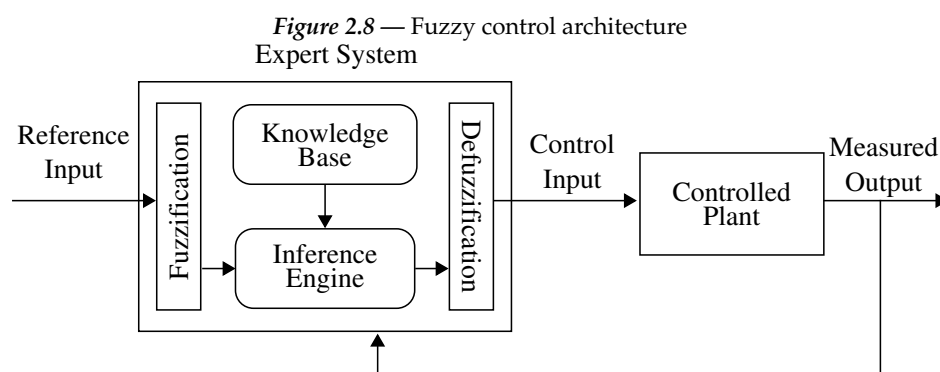 Figure 2.8 — Fuzzy control architecture
Expert System
Reference
Input
Fuzzification
Knowledge
Base
Inference
Engine
Defuzzification
Control
Input
Controlled
Plant
Measured
Output